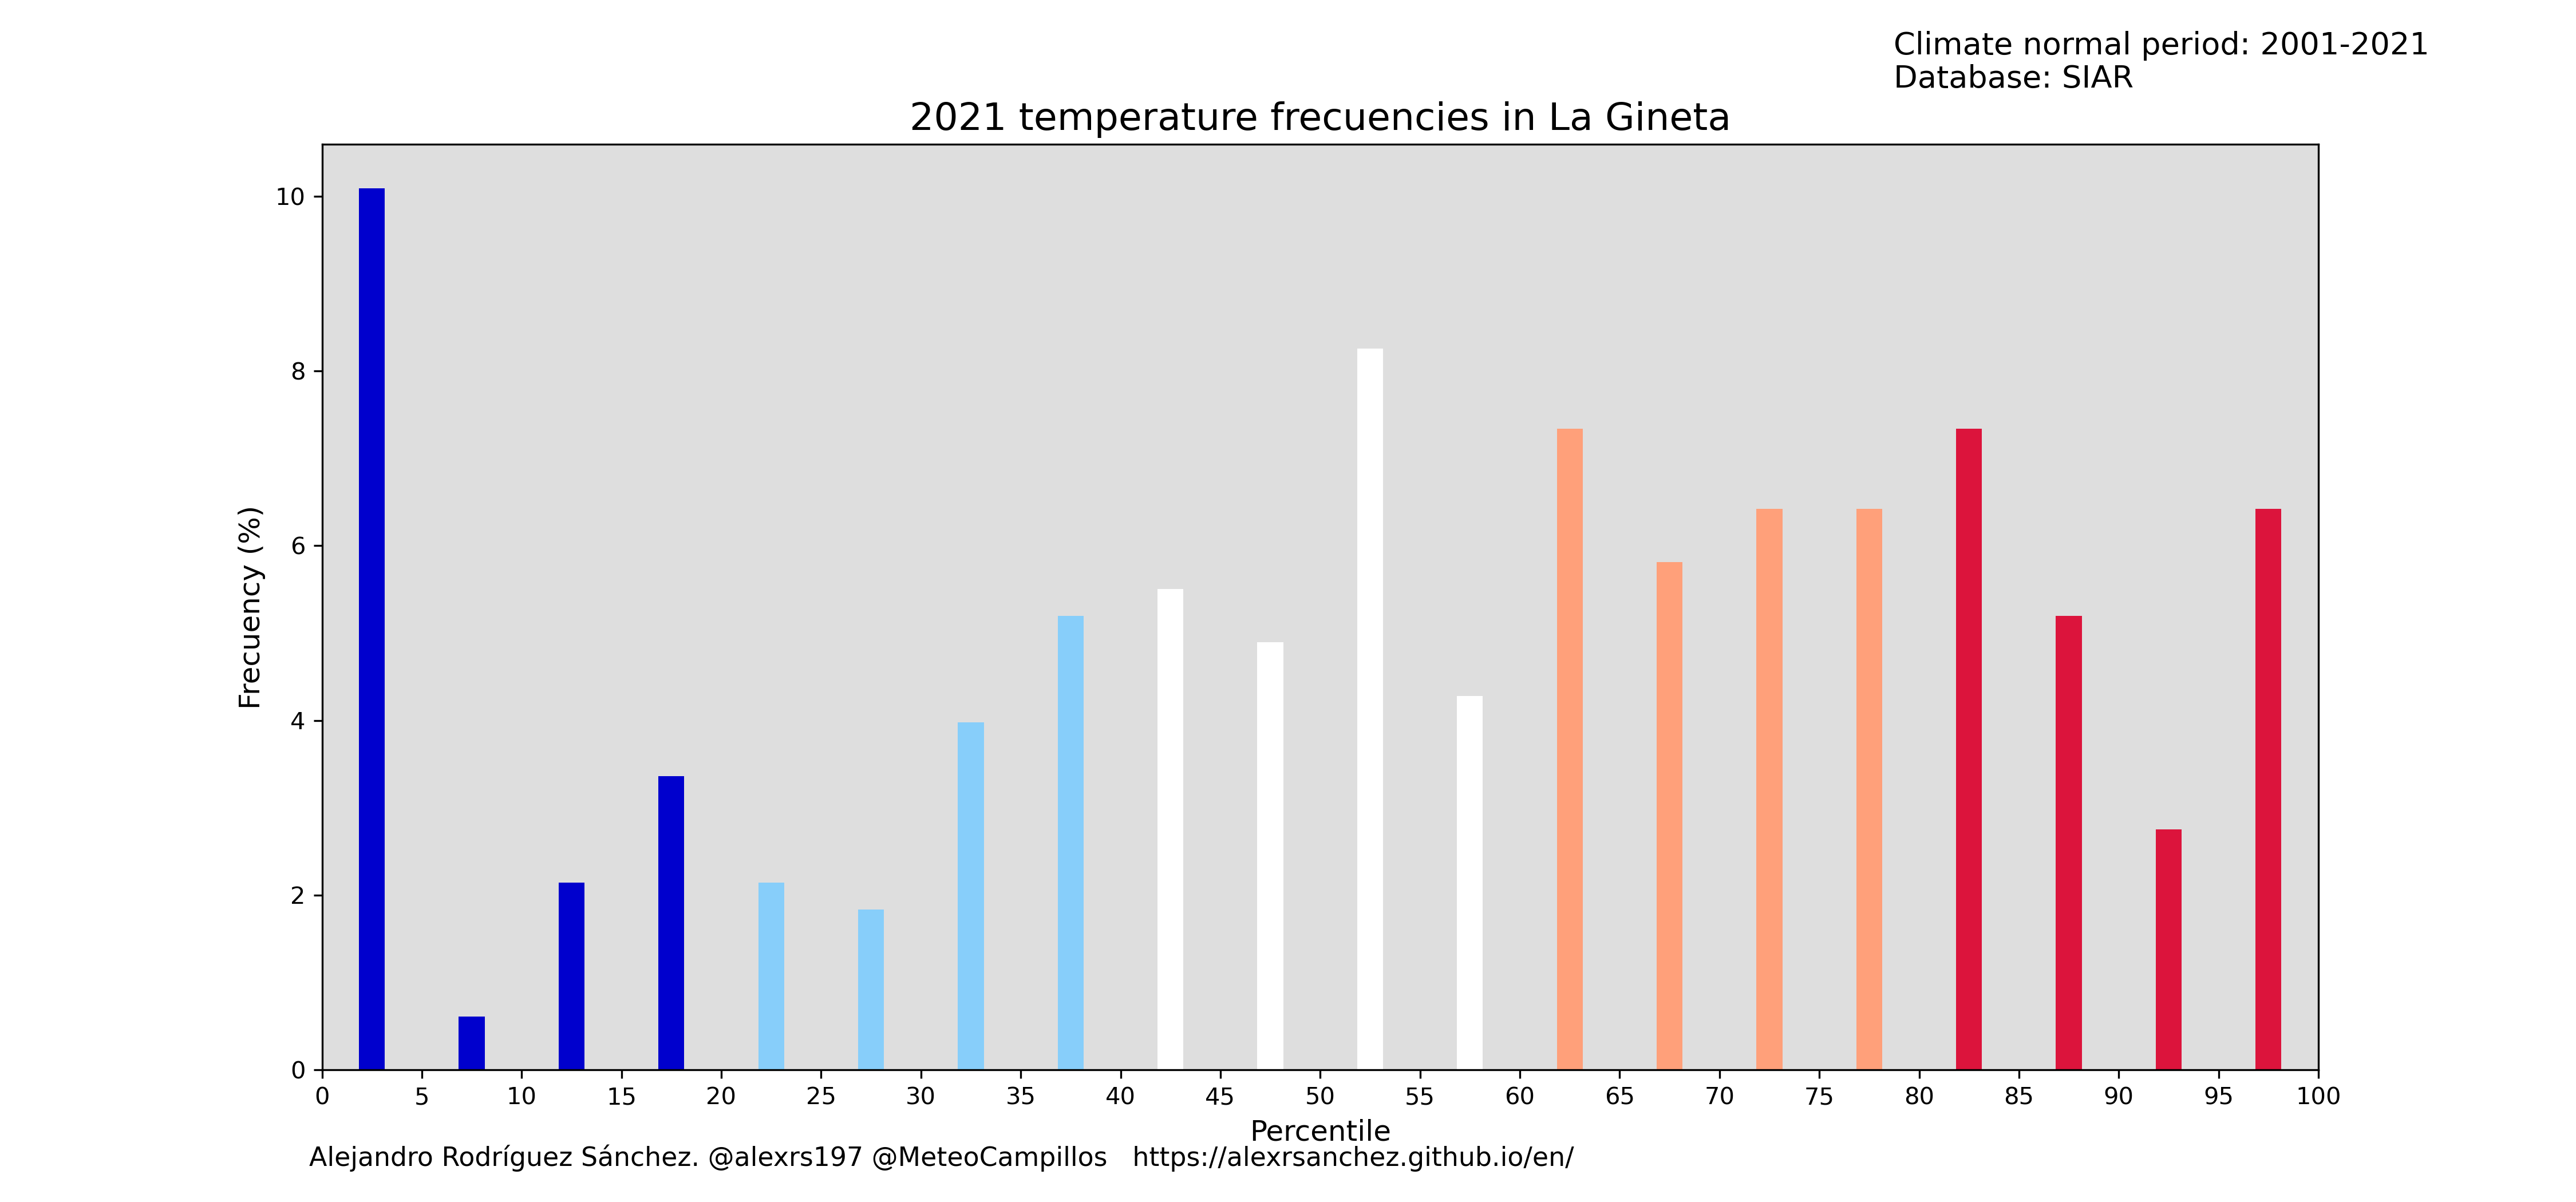 Climate normal period: 2001-2021
Database: SIAR
2021 temperature frecuencies in La Gineta
10
8
6
4
2
0
Frecuency (%)
0 5 10 15 20 25 30 35 40 45 50 55 60 65 70 75 80 85 90 95 100
Percentile
Alejandro Rodríguez Sánchez. @alexrs197 @MeteoCampillos https://alexrsanchez.github.io/en/